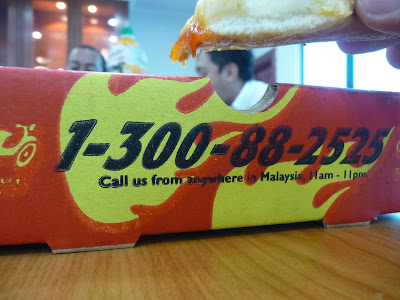 1-300-88-2525
Call us from anywhere in Malaysia, 11am - 11pm